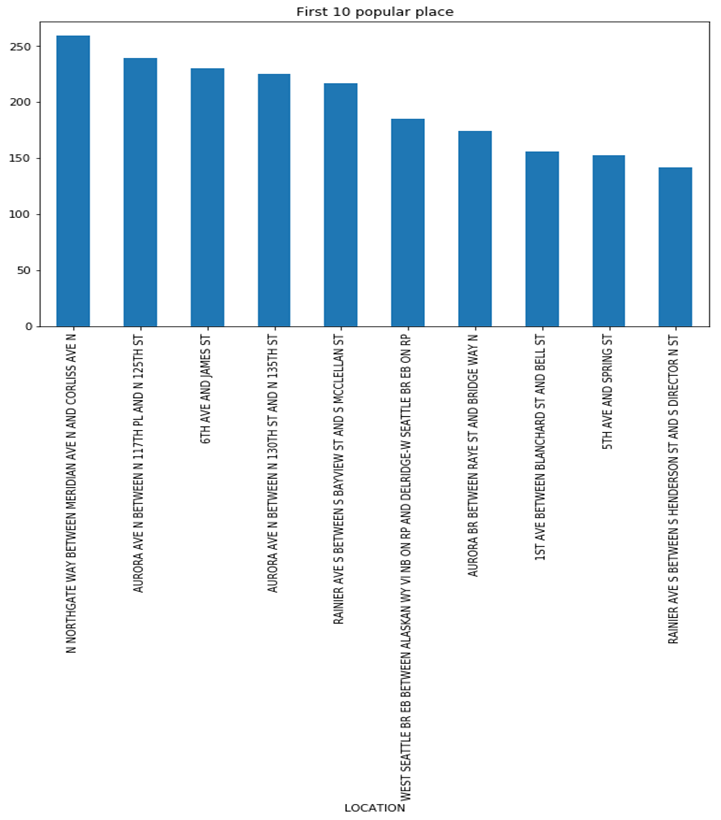 First 10 popular place
250
200
150
100
50
0
N NORTHGATE WAY BETWEEN MERIDIAN AVE N AND CORLISS AVE N
AURORA AVE N BETWEEN N 117TH PL AND N 125TH ST
6TH AVE AND JAMES ST
AURORA AVE N BETWEEN N 130TH ST AND N 135TH ST
RAINIER AVE S BETWEEN S BAYVIEW ST AND S MCCLELLAN ST
WEST SEATTLE BR EB BETWEEN ALASKAN WY VI NB ON RP AND DELRIDGE-W SEATTLE BR EB ON RP
AURORA BR BETWEEN RAYE ST AND BRIDGE WAY N
1ST AVE BETWEEN BLANCHARD ST AND BELL ST
5TH AVE AND SPRING ST
RAINIER AVE S BETWEEN S HENDERSON ST AND S DIRECTOR N ST
LOCATION